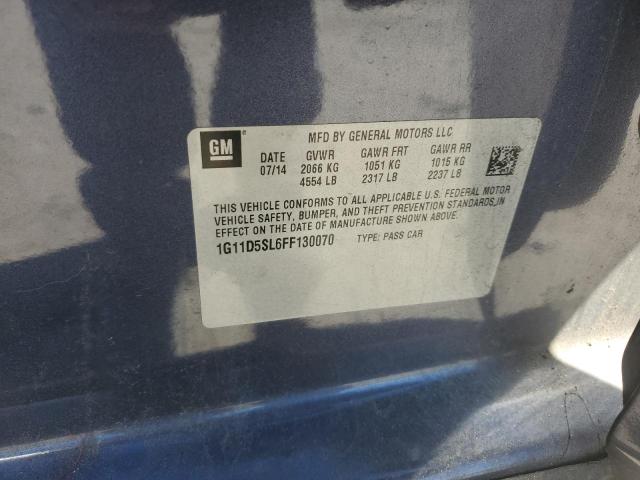 GM ®
MFD BY GENERAL MOTORS LLC
DATE GVWR GAWR FRT GAWR RR
07/14 2066 KG 1051 KG 1015 KG
4554 LB 2317 LB 2237 LB
THIS VEHICLE CONFORMS TO ALL APPLICABLE U.S. FEDERAL MOTOR
VEHICLE SAFETY, BUMPER, AND THEFT PREVENTION STANDARDS,IN
EFFECT ON THE DATE OF MANUFACTURE SHOWN ABOVE.
1G11D5SL6FF130070 TYPE: PASS CAR